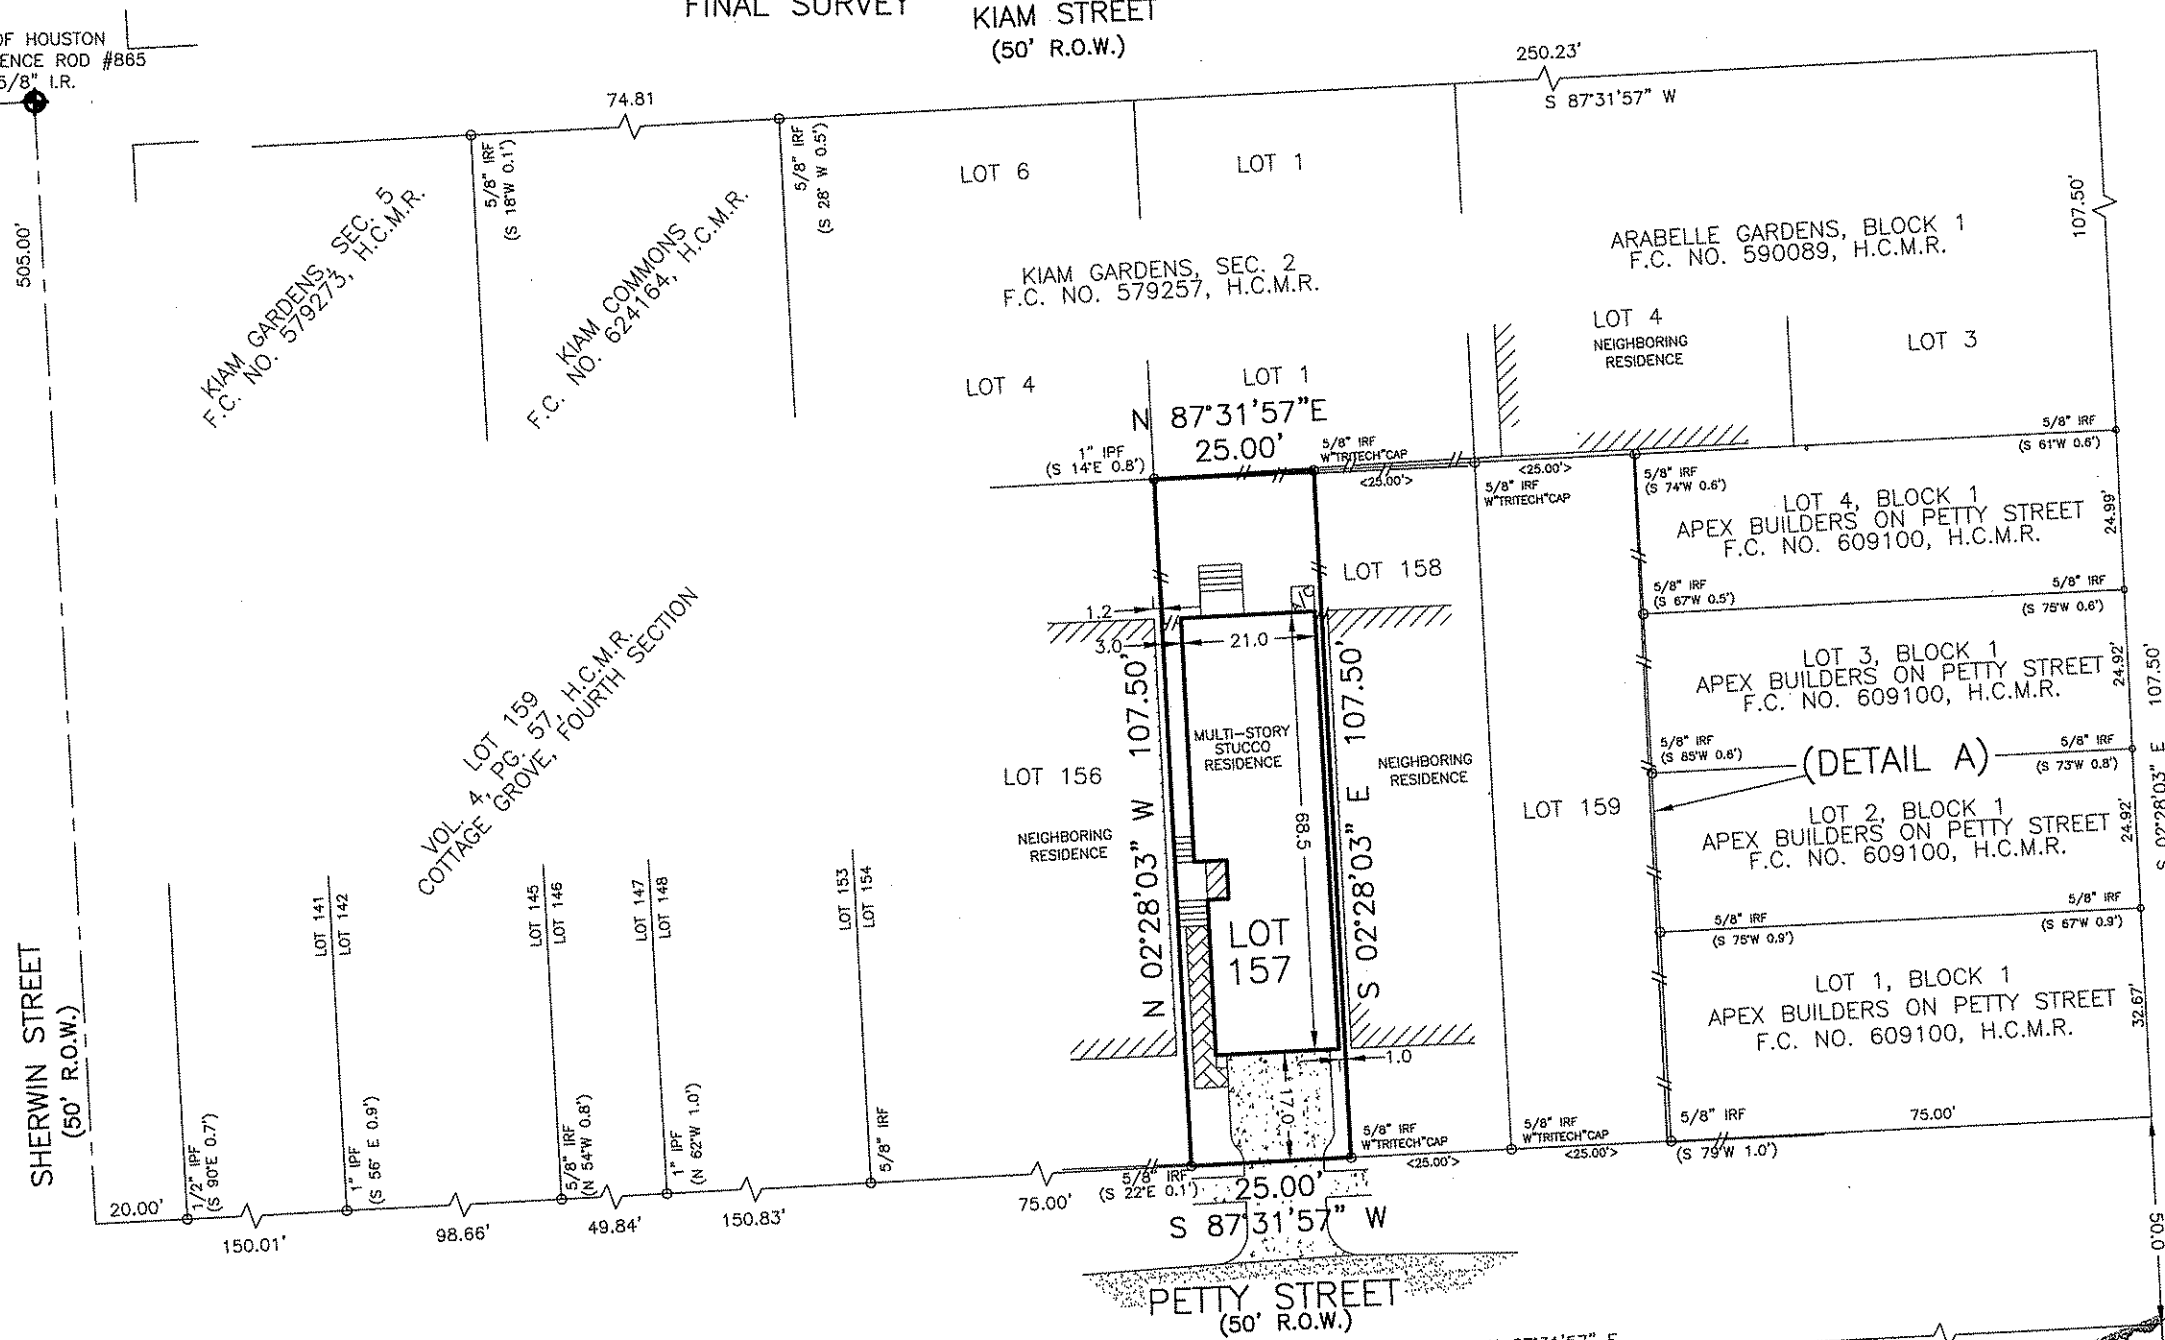 FINAL SURVEY
KIAM STREET
(50' R.O.W.)
OF HOUSTON
ENCE ROD #865
5/8" I.R.
250.23'
S 87°31'57" W
74.81
5/8" IRF
(S 18°W 0.1')
5/8" IRF
(S 28° W 0.5')
LOT 6
LOT 1
107.50'
505.00'
KIAM GARDENS, SEC. 5
F.C. NO. 579273, H.C.M.R.
KIAM COMMONS
F.C. NO. 624164, H.C.M.R.
KIAM GARDENS, SEC. 2
F.C. NO. 579257, H.C.M.R.
ARABELLE GARDENS, BLOCK 1
F.C. NO. 590089, H.C.M.R.
LOT 4
NEIGHBORING
RESIDENCE
LOT 3
LOT 4
LOT 1
N 87°31'57"E
25.00'
1" IPF
(S 14°E 0.8')
5/8" IRF
W"TRITECH"CAP
<25.00'>
5/8" IRF
W"TRITECH"CAP
<25.00'>
5/8" IRF
(S 74°W 0.6')
5/8" IRF
(S 61°W 0.6')
LOT 4, BLOCK 1
APEX BUILDERS ON PETTY STREET
F.C. NO. 609100, H.C.M.R.
24.99'
LOT 158
A/C
1.2
3.0
21.0
5/8" IRF
(S 67°W 0.5')
5/8" IRF
(S 75°W 0.6')
LOT 159
VOL. 4, PG. 57, H.C.M.R.
COTTAGE GROVE, FOURTH SECTION
N 02°28'03" W 107.50'
S 02°28'03" E 107.50'
MULTI-STORY
STUCCO
RESIDENCE
68.5
LOT 3, BLOCK 1
APEX BUILDERS ON PETTY STREET
F.C. NO. 609100, H.C.M.R.
24.92'
S 02°28'03" E 107.50'
5/8" IRF
(S 85°W 0.8')
(DETAIL A)
5/8" IRF
(S 73°W 0.8')
LOT 156
NEIGHBORING
RESIDENCE
NEIGHBORING
RESIDENCE
LOT 159
LOT 2, BLOCK 1
APEX BUILDERS ON PETTY STREET
F.C. NO. 609100, H.C.M.R.
24.92'
5/8" IRF
(S 75°W 0.9')
5/8" IRF
(S 67°W 0.9')
LOT 141
LOT 142
LOT 145
LOT 146
LOT 147
LOT 148
LOT 153
LOT 154
LOT
157
LOT 1, BLOCK 1
APEX BUILDERS ON PETTY STREET
F.C. NO. 609100, H.C.M.R.
32.67'
SHERWIN STREET
(50' R.O.W.)
1.0
17.0
1/2" IPF
(S 90°E 0.7')
1" IPF
(S 56° E 0.9')
5/8" IRF
(N 54°W 0.8')
1" IPF
(N 62°W 1.0')
5/8" IRF
5/8" IRF
W"TRITECH"CAP
<25.00'>
5/8" IRF
W"TRITECH"CAP
<25.00'>
5/8" IRF
(S 79°W 1.0')
75.00'
20.00'
150.01'
98.66'
49.84'
150.83'
75.00'
5/8" IRF
(S 22°E 0.1')
25.00'
S 87°31'57" W
50.0
PETTY STREET
(50' R.O.W.)